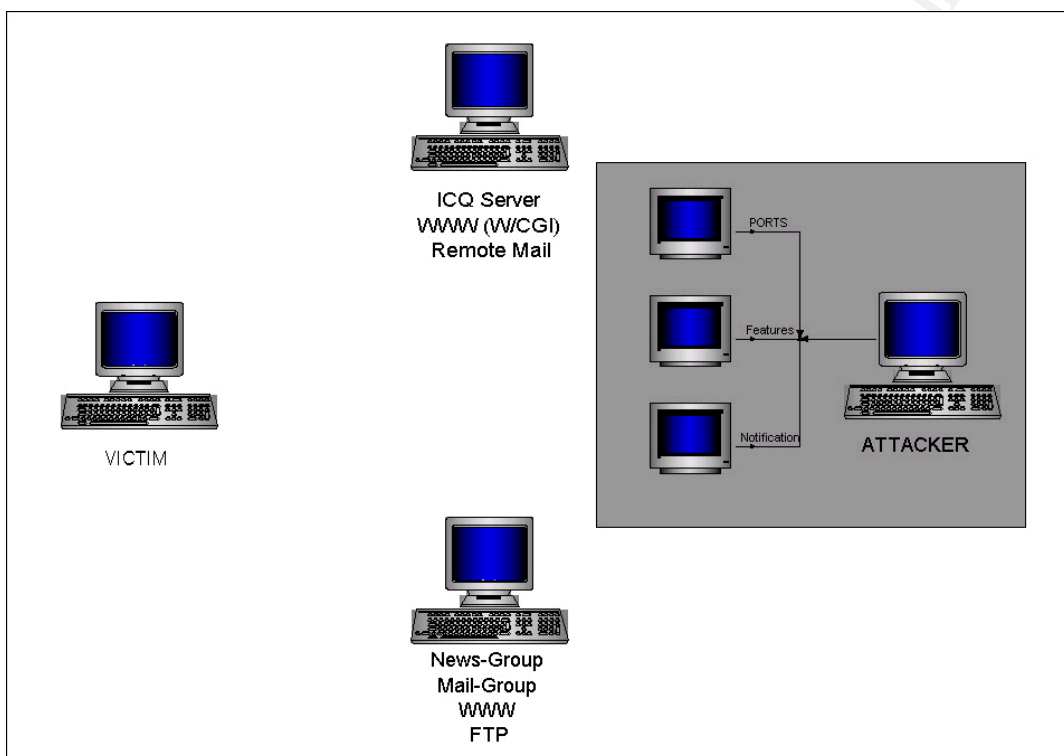 ICQ Server
WWW (W/CGI)
Remote Mail
PORTS
Features
Notification
ATTACKER
VICTIM
News-Group
Mail-Group
WWW
FTP